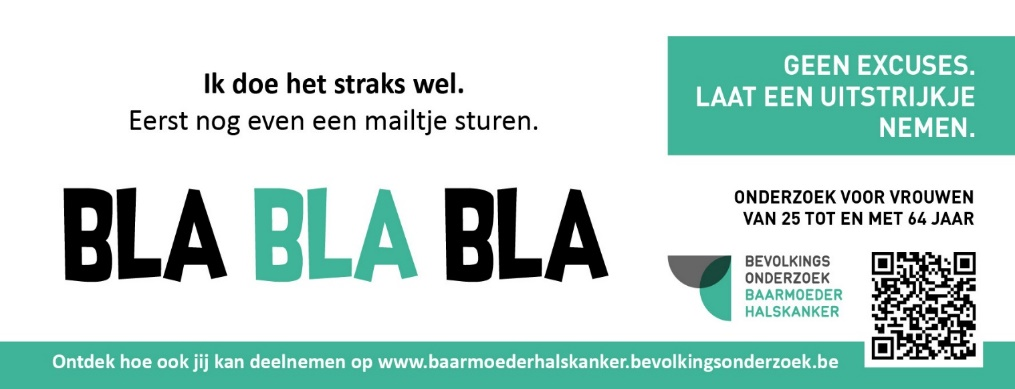 Ik doe het straks wel.
Eerst nog even een mailtje sturen.
BLA BLA BLA
GEEN EXCUSES.
LAAT EEN UITSTRIJKJE
NEMEN.
ONDERZOEK VOOR VROUWEN
VAN 25 TOT EN MET 64 JAAR
BEVOLKINGS
ONDERZOEK
BAARMOEDER
HALSKANKER
Ontdek hoe ook jij kan deelnemen op www.baarmoederhalskanker.bevolkingsonderzoek.be